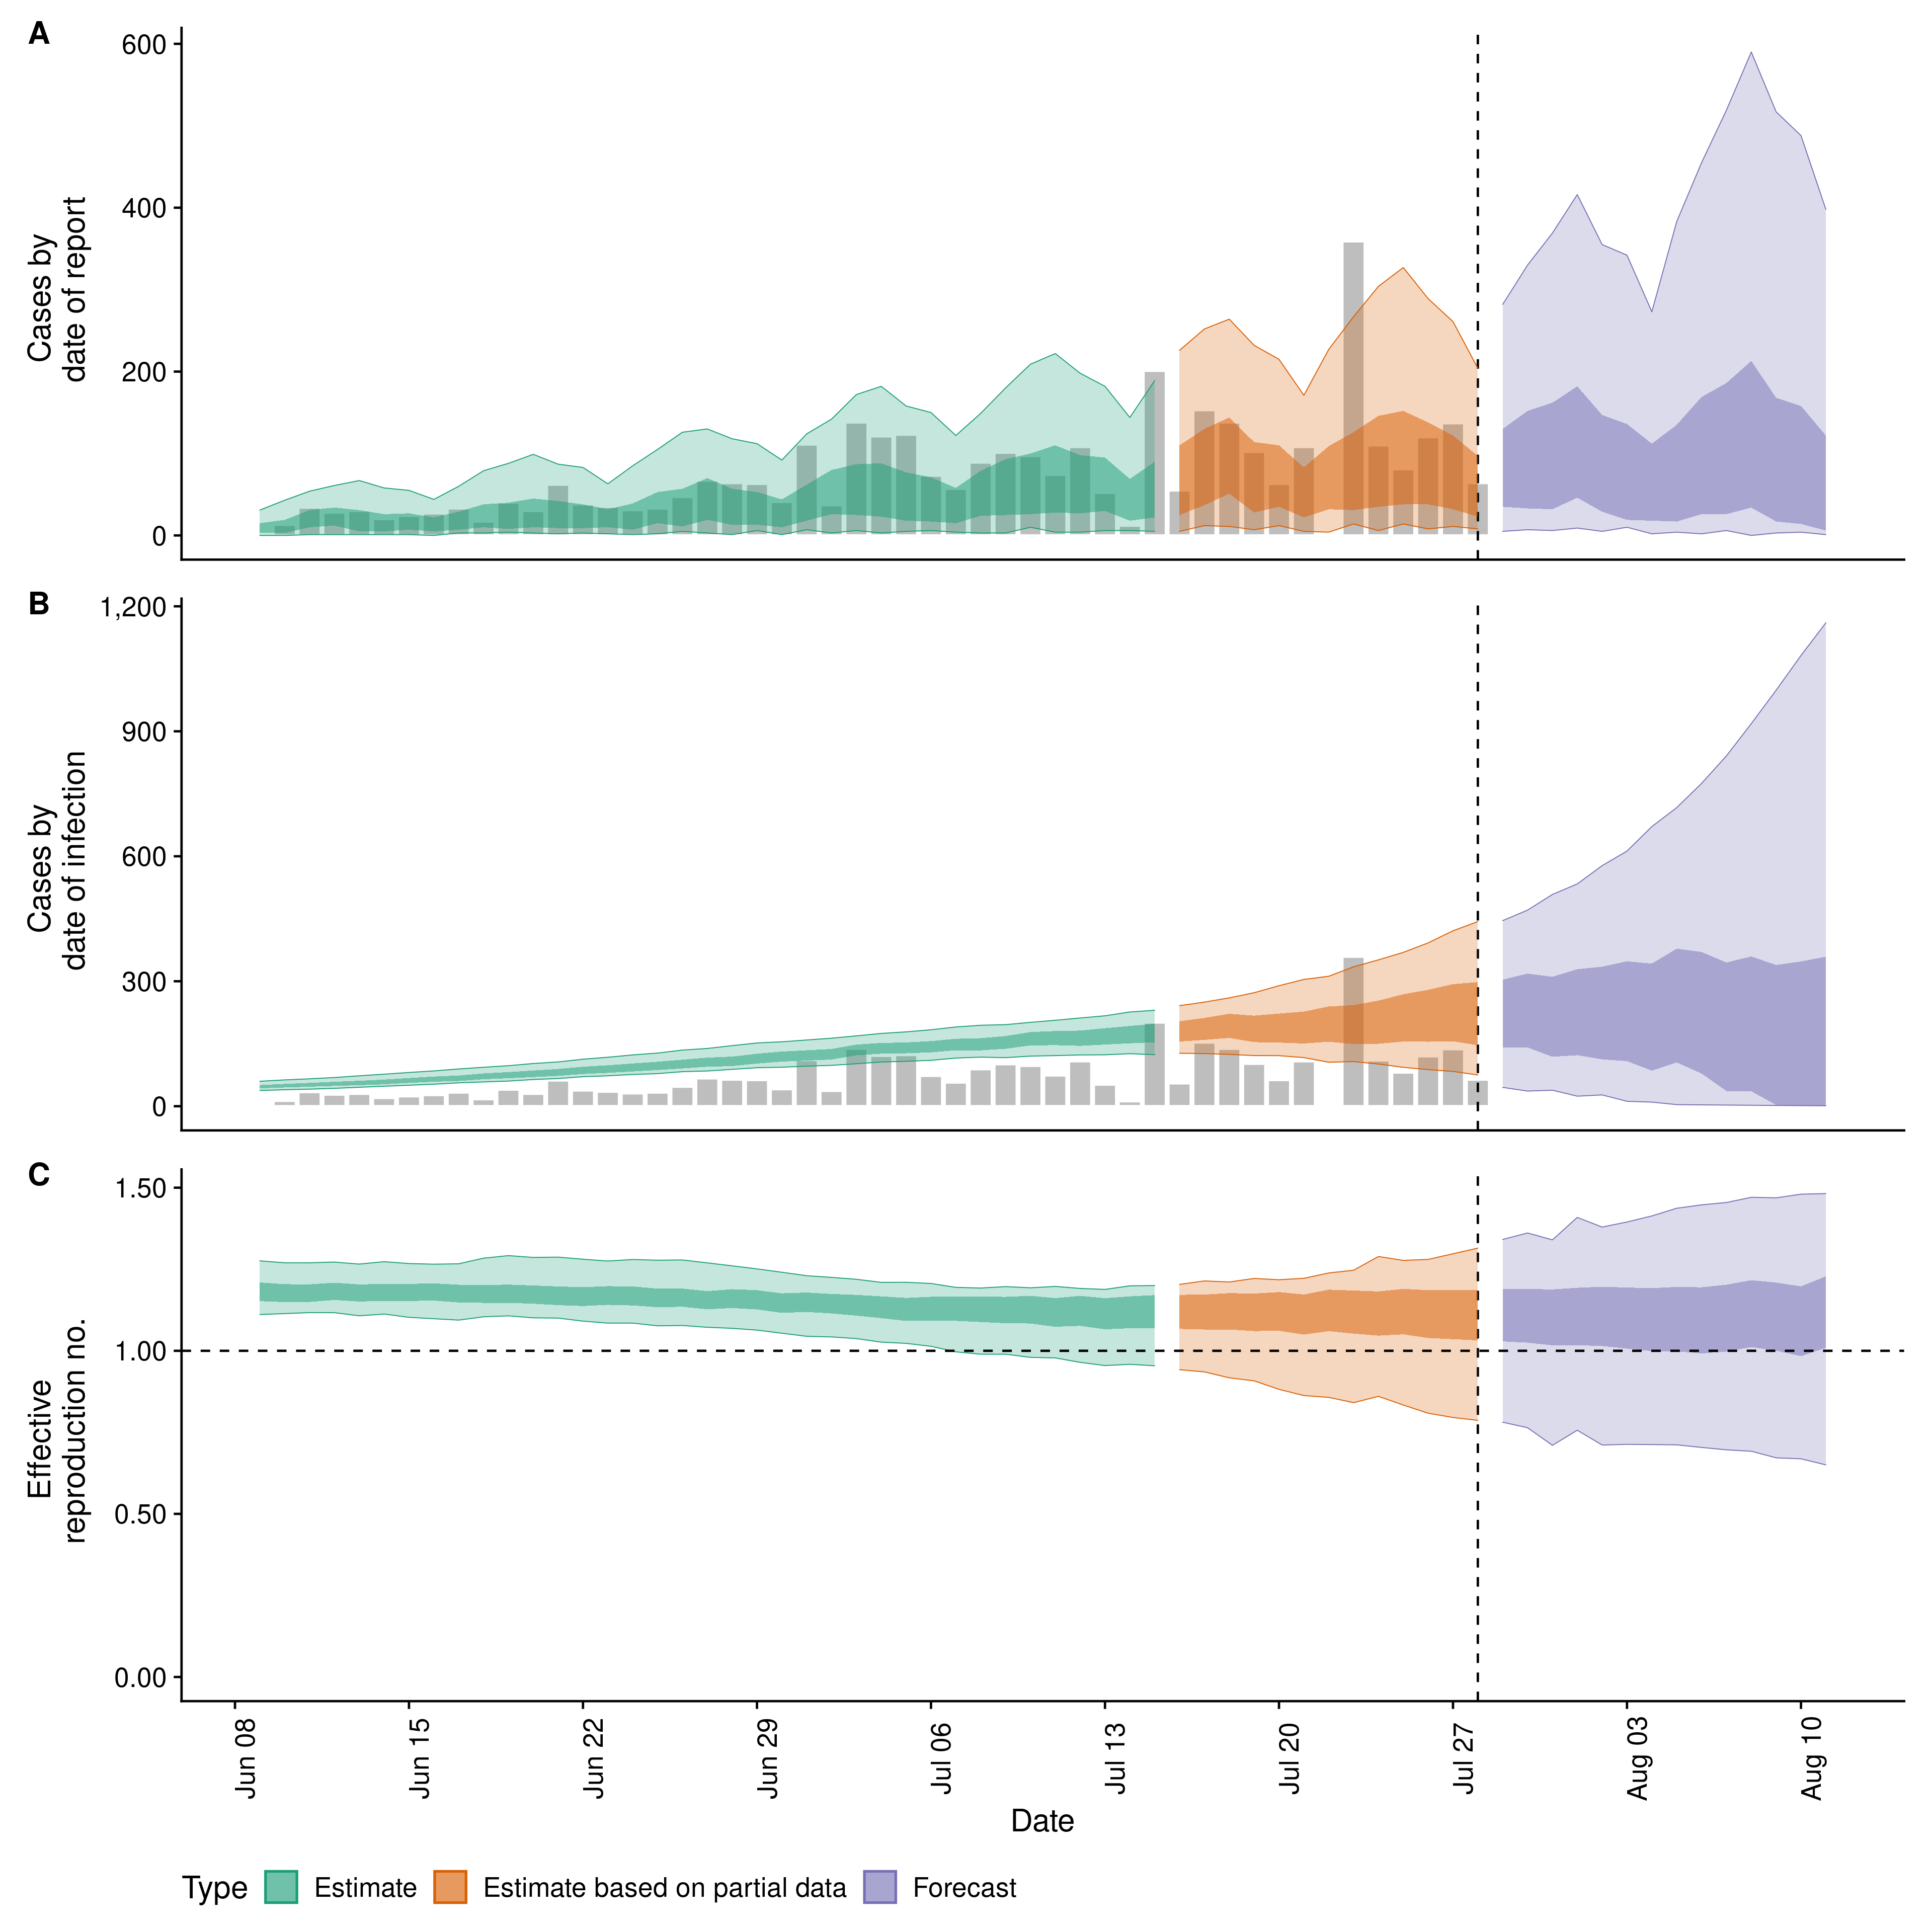 A
600
400
200
0
Cases by
date of report
B
1,200
900
600
300
0
Cases by
date of infection
C
1.50
1.00
0.50
0.00
Effective
reproduction no.
Jun 08
Jun 15
Jun 22
Jun 29
Jul 06
Jul 13
Jul 20
Jul 27
Aug 03
Aug 10
Date
Type Estimate Estimate based on partial data Forecast